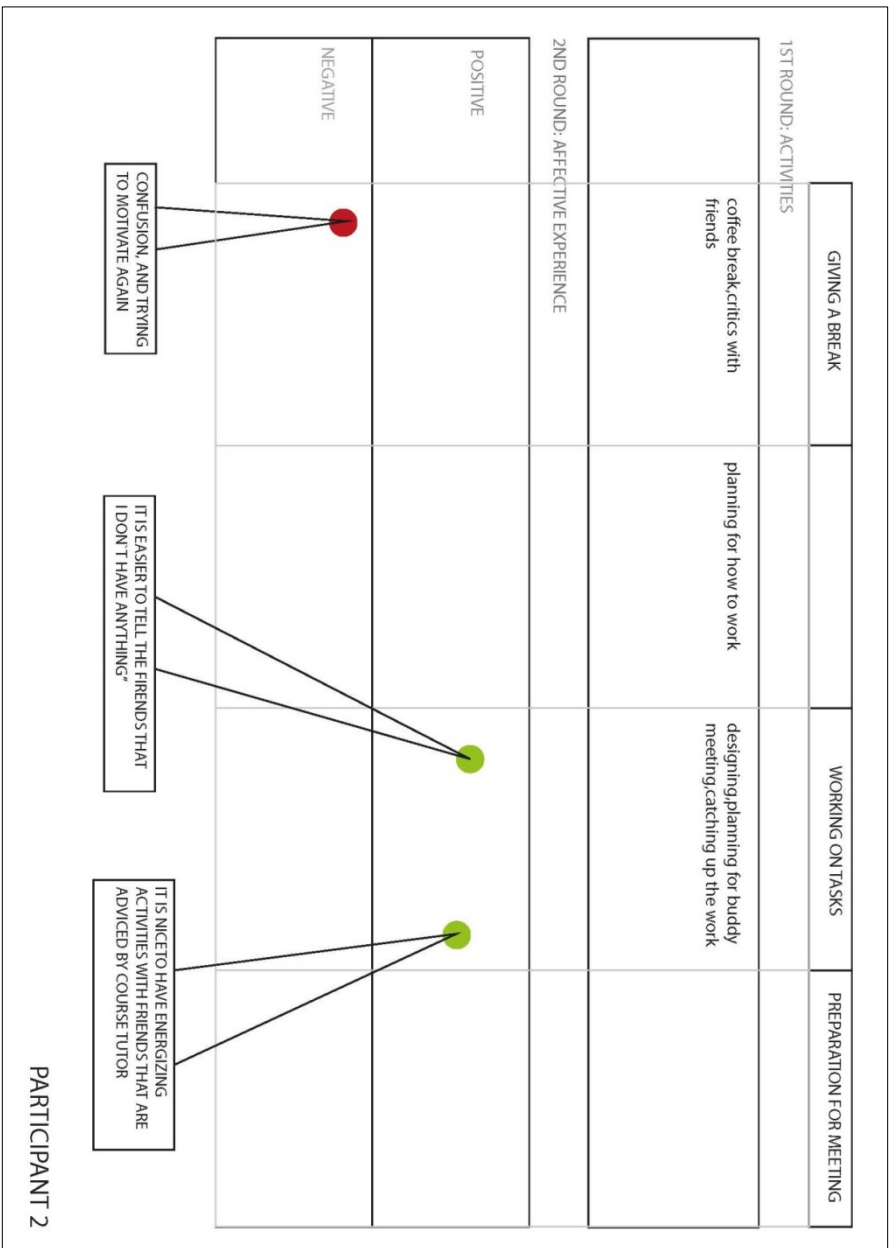 GIVING A BREAK
WORKING ON TASKS
PREPARATION FOR MEETING
1ST ROUND: ACTIVITIES
coffee break,critics with
friends
planning for how to work
designing,planning for buddy
meeting,catching up the work
2ND ROUND: AFFECTIVE EXPERIENCE
POSITIVE
NEGATIVE
CONFUSION, AND TRYING
TO MOTIVATE AGAIN
IT IS EASIER TO TELL THE FIRENDS THAT
I DON'T HAVE ANYTHING"
IT IS NICETO HAVE ENERGIZING
ACTIVITIES WITH FRIENDS THAT ARE
ADVICED BY COURSE TUTOR
PARTICIPANT 2